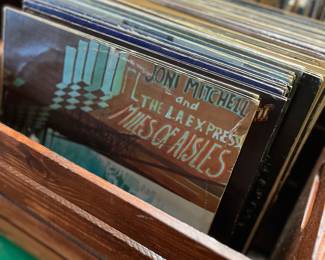 JONI MITCHELL
and
THE L.A. EXPRESS
MILES OF AISLES